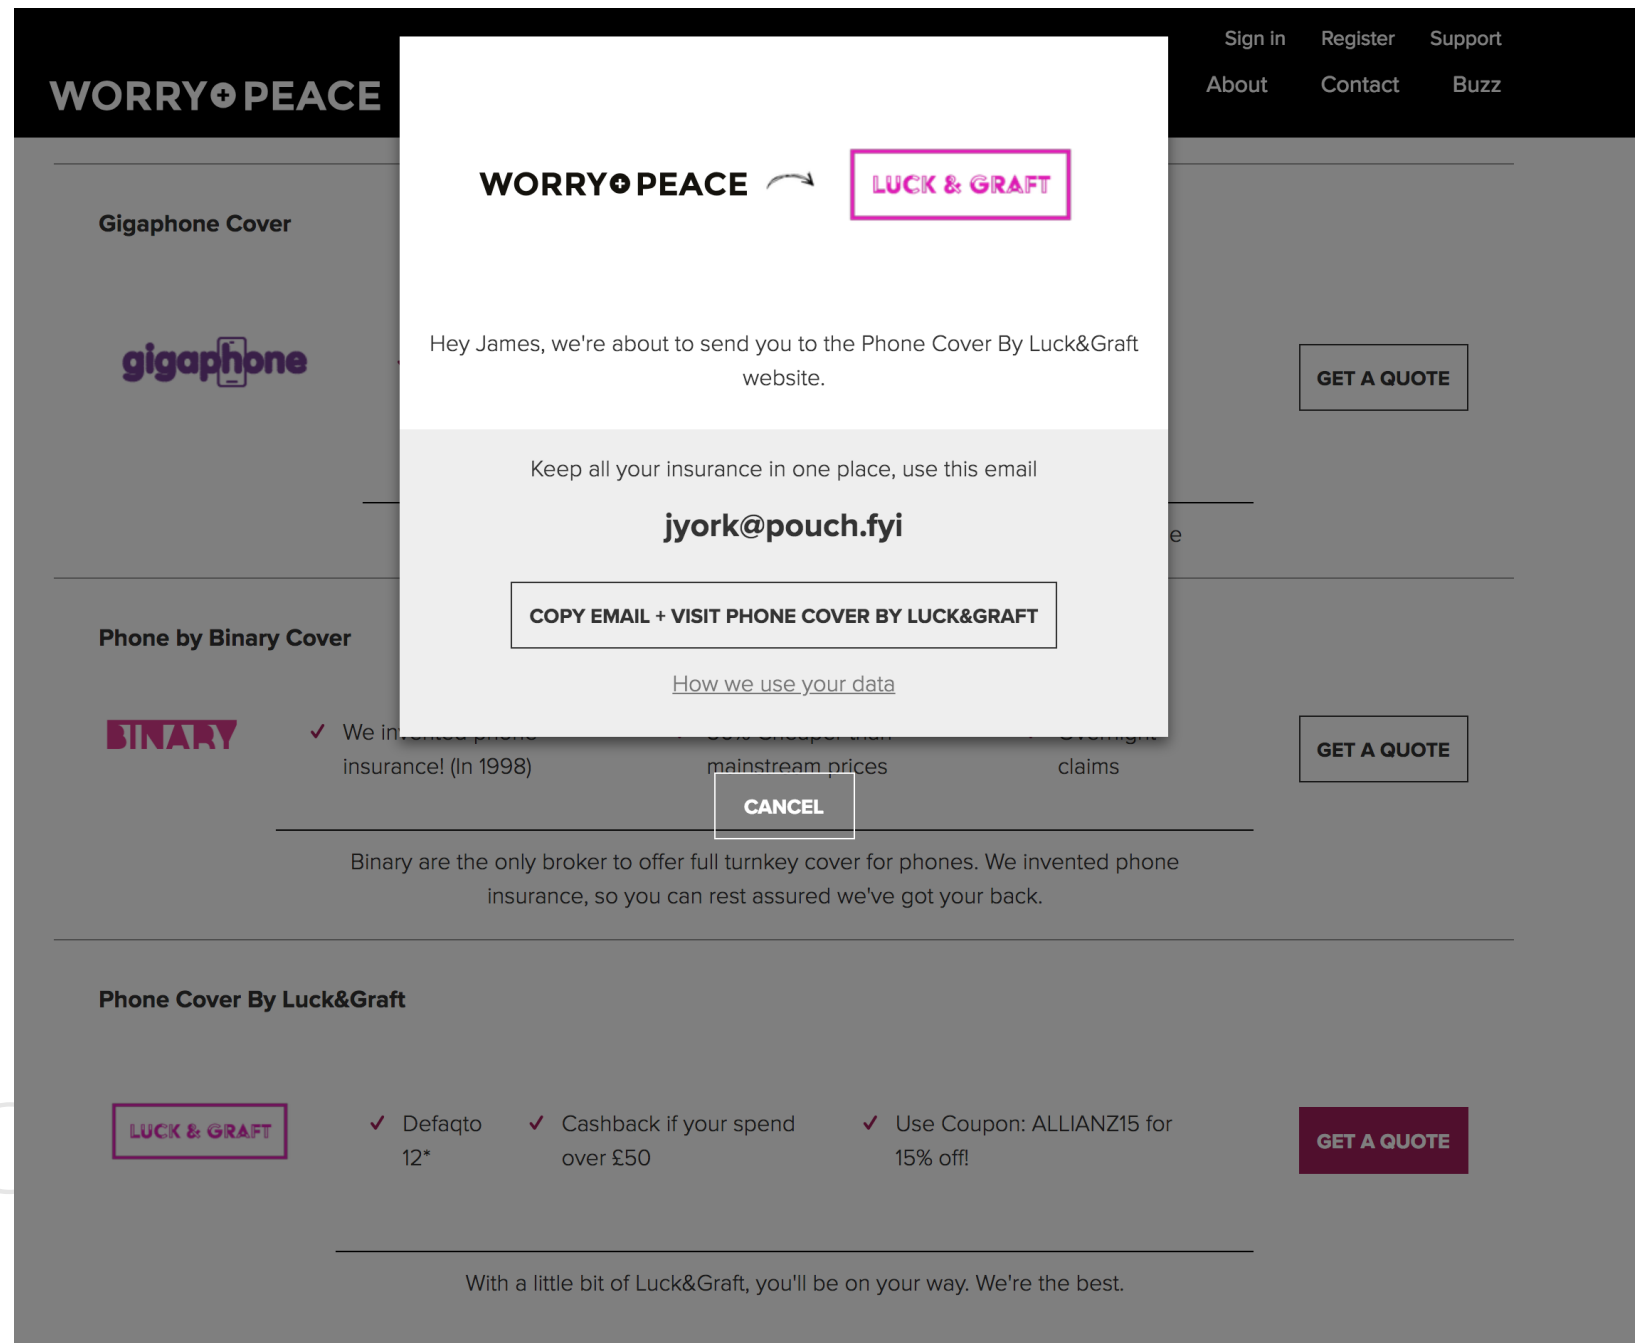 Sign in Register Support
WORRY+PEACE
About Contact Buzz
WORRY+PEACE
LUCK & GRAFT
Hey James, we're about to send you to the Phone Cover By Luck&Graft
website.
Keep all your insurance in one place, use this email
jyork@pouch.fyi
COPY EMAIL + VISIT PHONE COVER BY LUCK&GRAFT
How we use your data
CANCEL
Gigaphone Cover
gigaphone
GET A QUOTE
e
Phone by Binary Cover
BINARY
We invented phone
insurance! (In 1998)
Cheaper than
mainstream prices
Overnight
claims
GET A QUOTE
Binary are the only broker to offer full turnkey cover for phones. We invented phone
insurance, so you can rest assured we've got your back.
Phone Cover By Luck&Graft
LUCK & GRAFT
Defaqto
12*
Cashback if your spend
over £50
Use Coupon: ALLIANZ15 for
15% off!
GET A QUOTE
With a little bit of Luck&Graft, you'll be on your way. We're the best.